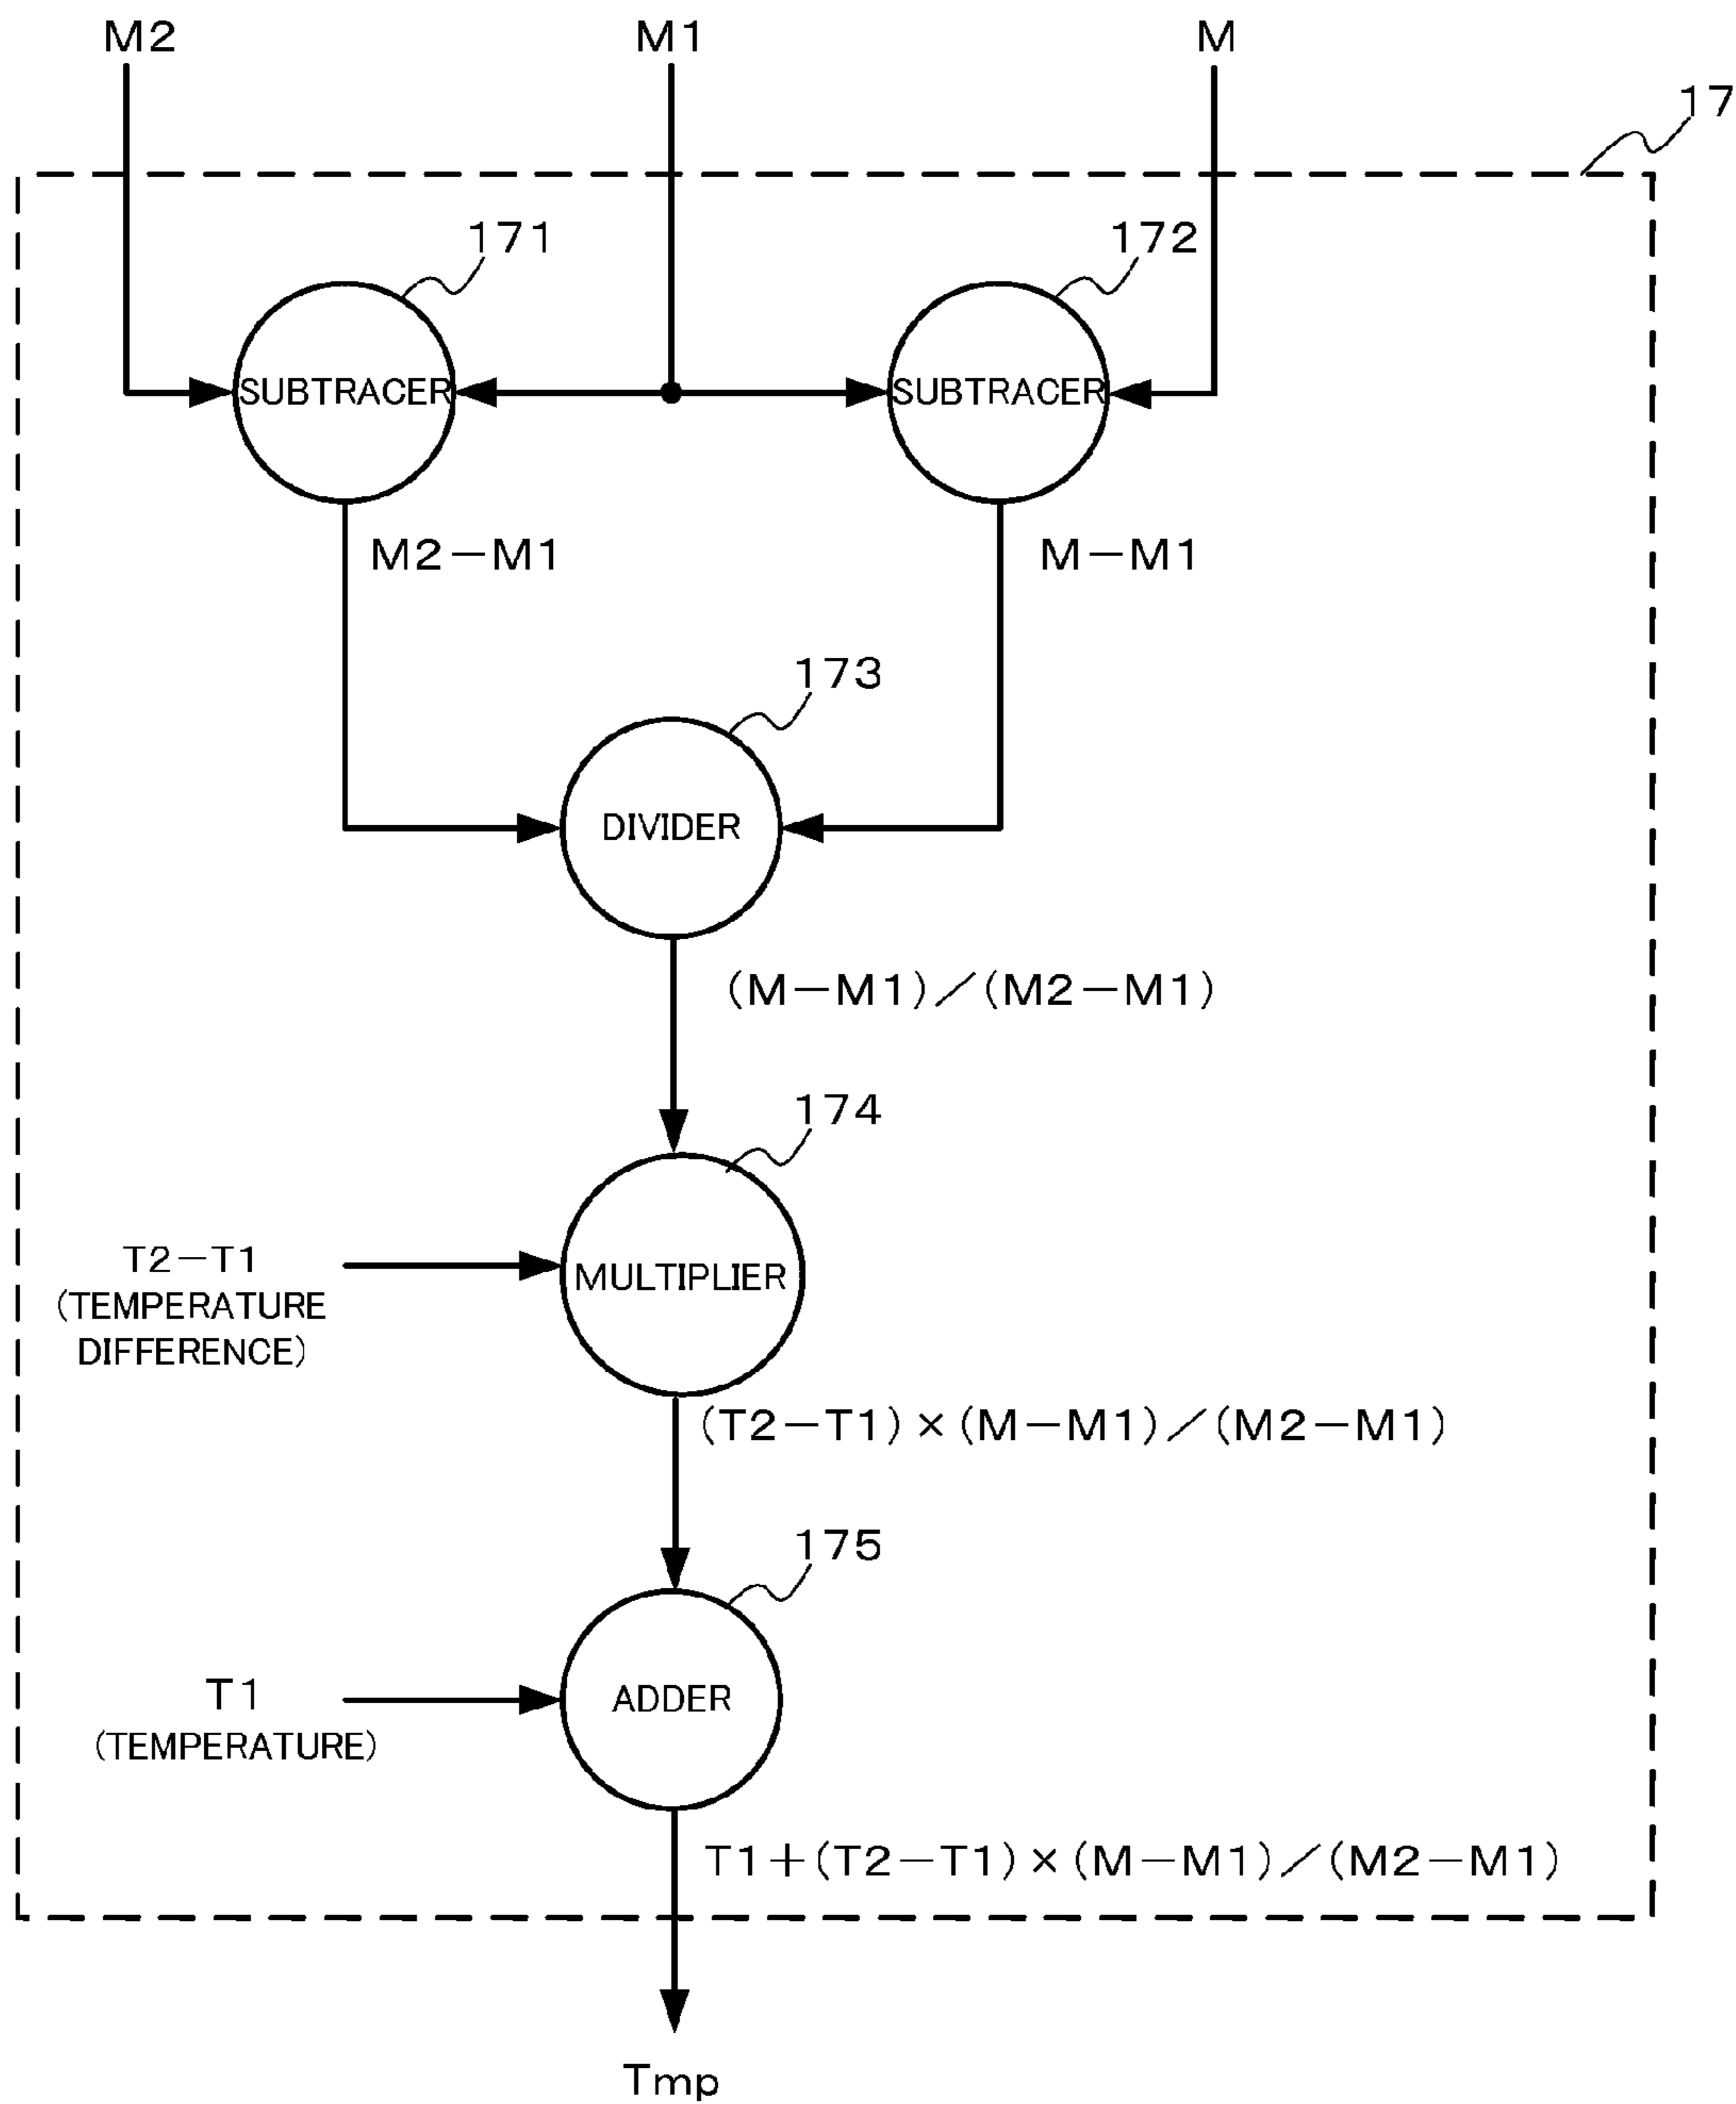 M2 M1 M
17
171 172
SUBTRACER SUBTRACER
M2－M1 M－M1
173
DIVIDER
(M－M1)／(M2－M1)
174
T2－T1
(TEMPERATURE
DIFFERENCE)
MULTIPLIER
(T2－T1)×(M－M1)／(M2－M1)
175
T1
(TEMPERATURE)
ADDER
T1＋(T2－T1)×(M－M1)／(M2－M1)
Tmp